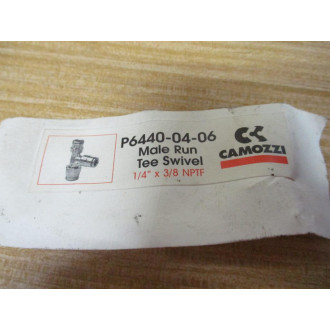 P6440-04-06
Male Run
Tee Swivel
1/4" x 3/8 NPTF
CAMOZZI